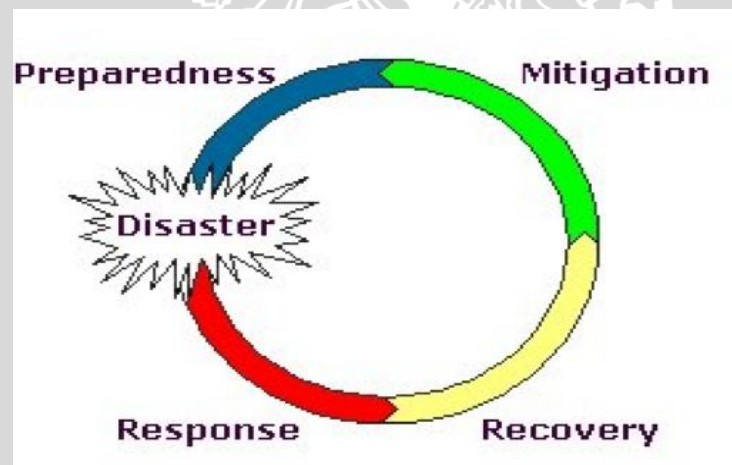 Preparedness
Mitigation
Disaster
Response
Recovery